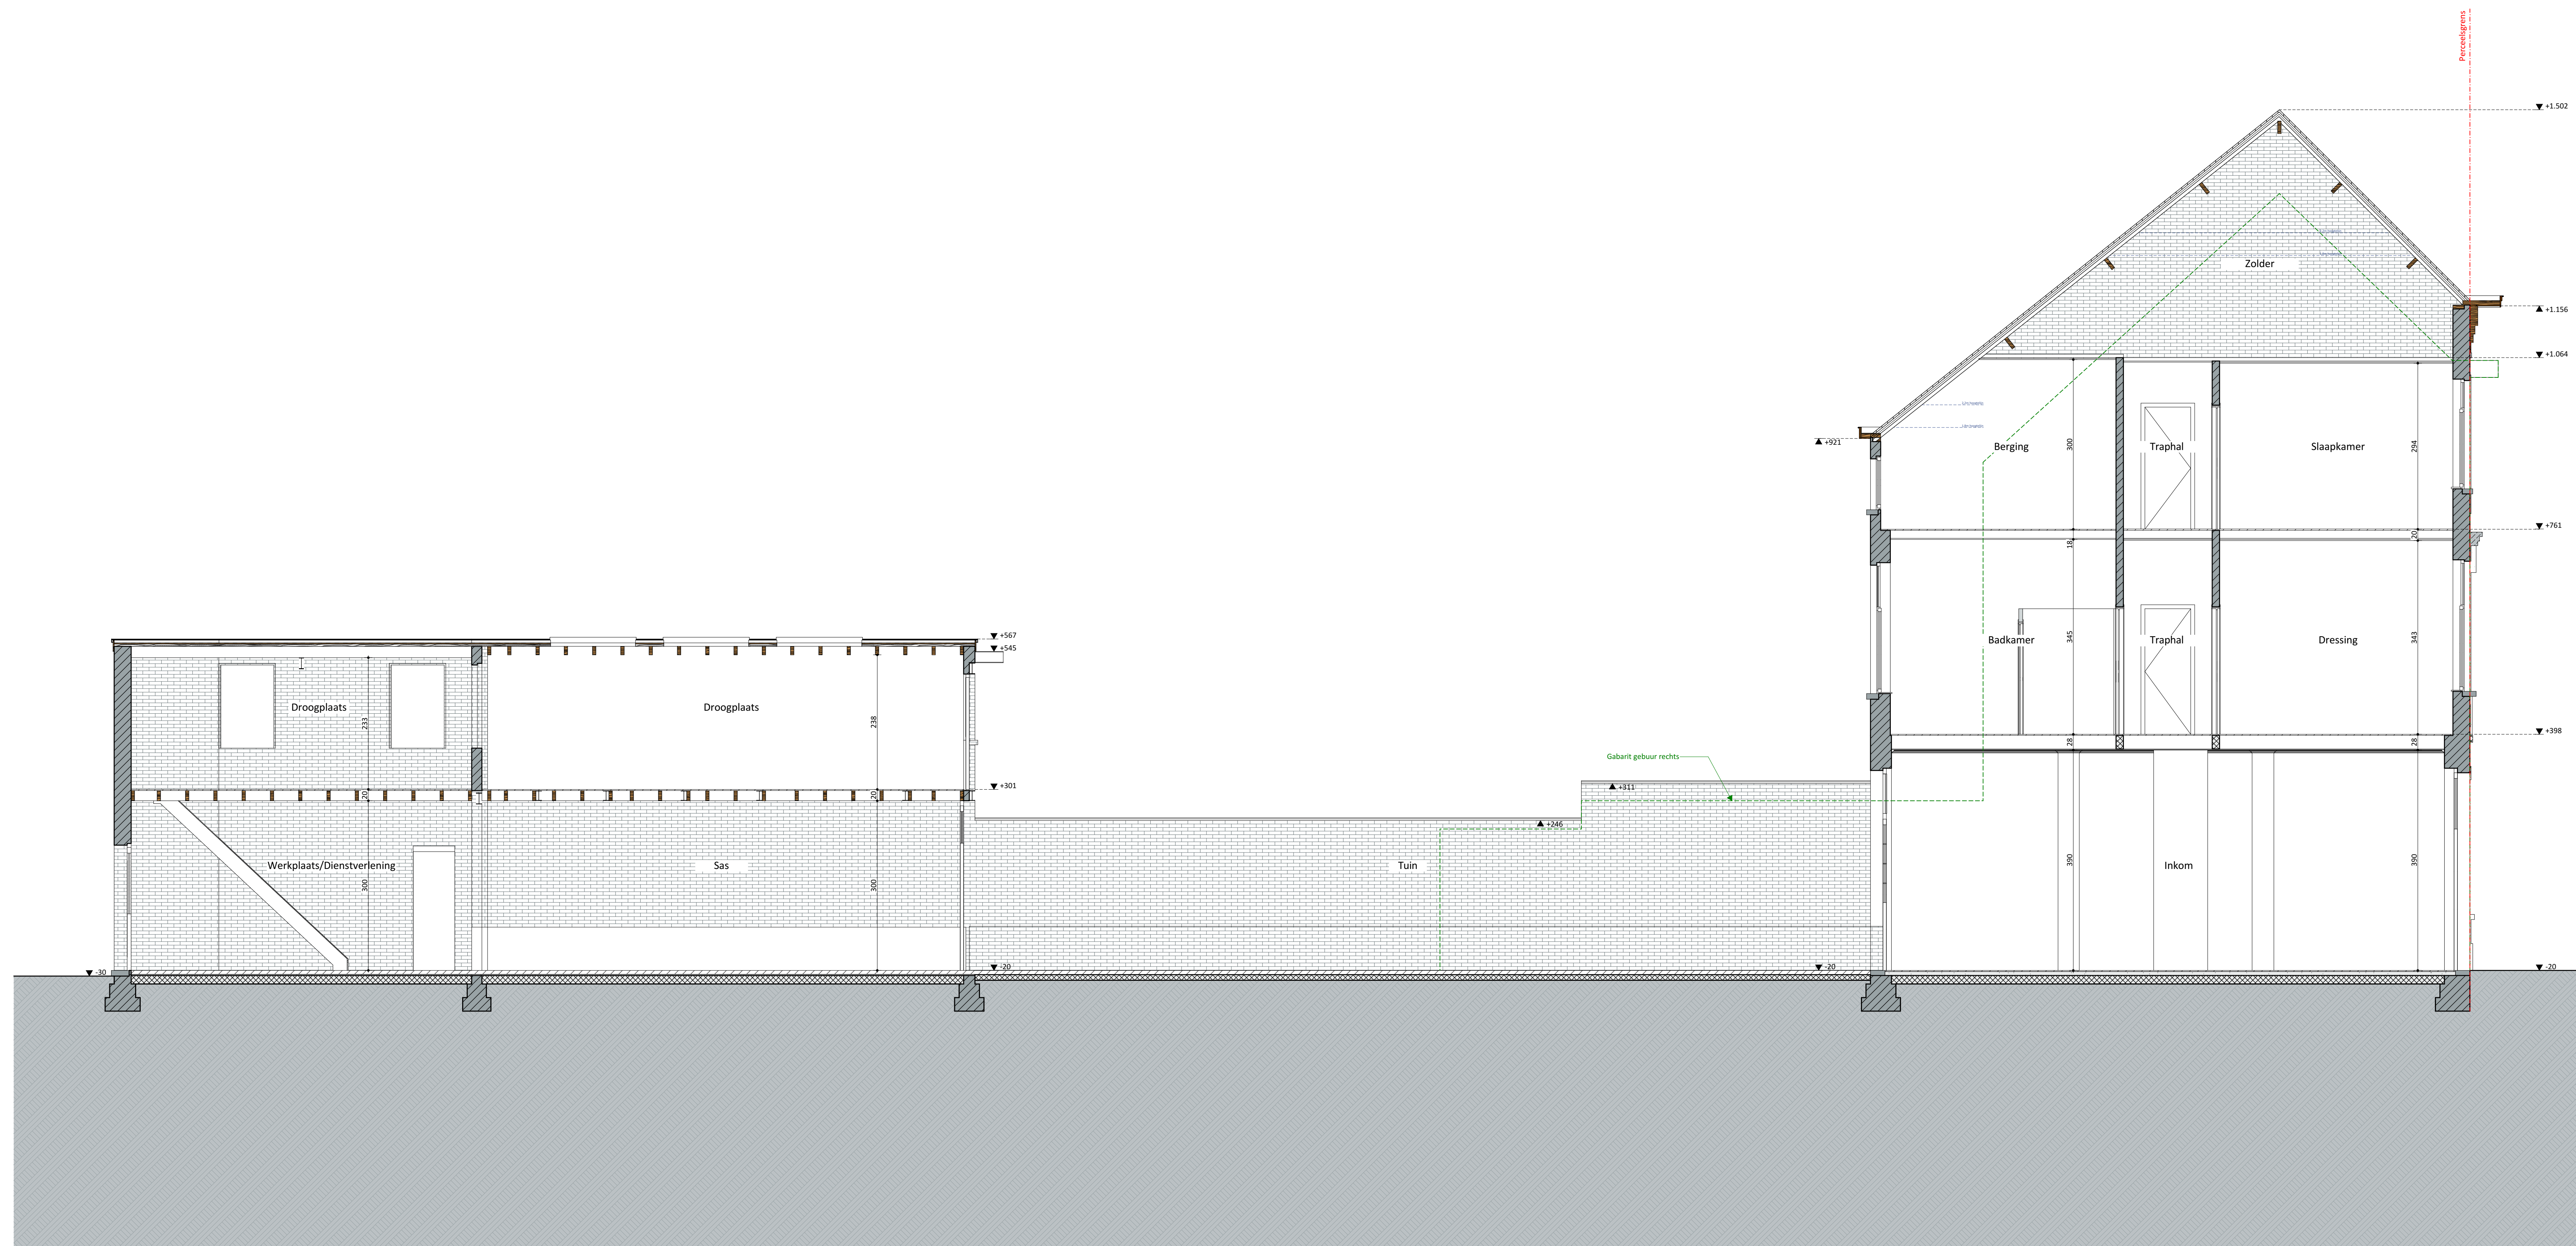 Perceelsgrens
+1.502
Zolder
+1.156
+1.064
+921
Berging
300
Traphal
Slaapkamer
294
+761
18
20
+567
+545
Badkamer
345
Traphal
Dressing
343
Droogplaats
233
Droogplaats
238
+398
28
28
Gabarit gebuur rechts
+301
+311
20
20
+246
Werkplaats/Dienstverlening
300
Sas
300
Tuin
390
Inkom
390
-30
-20
-20
-20